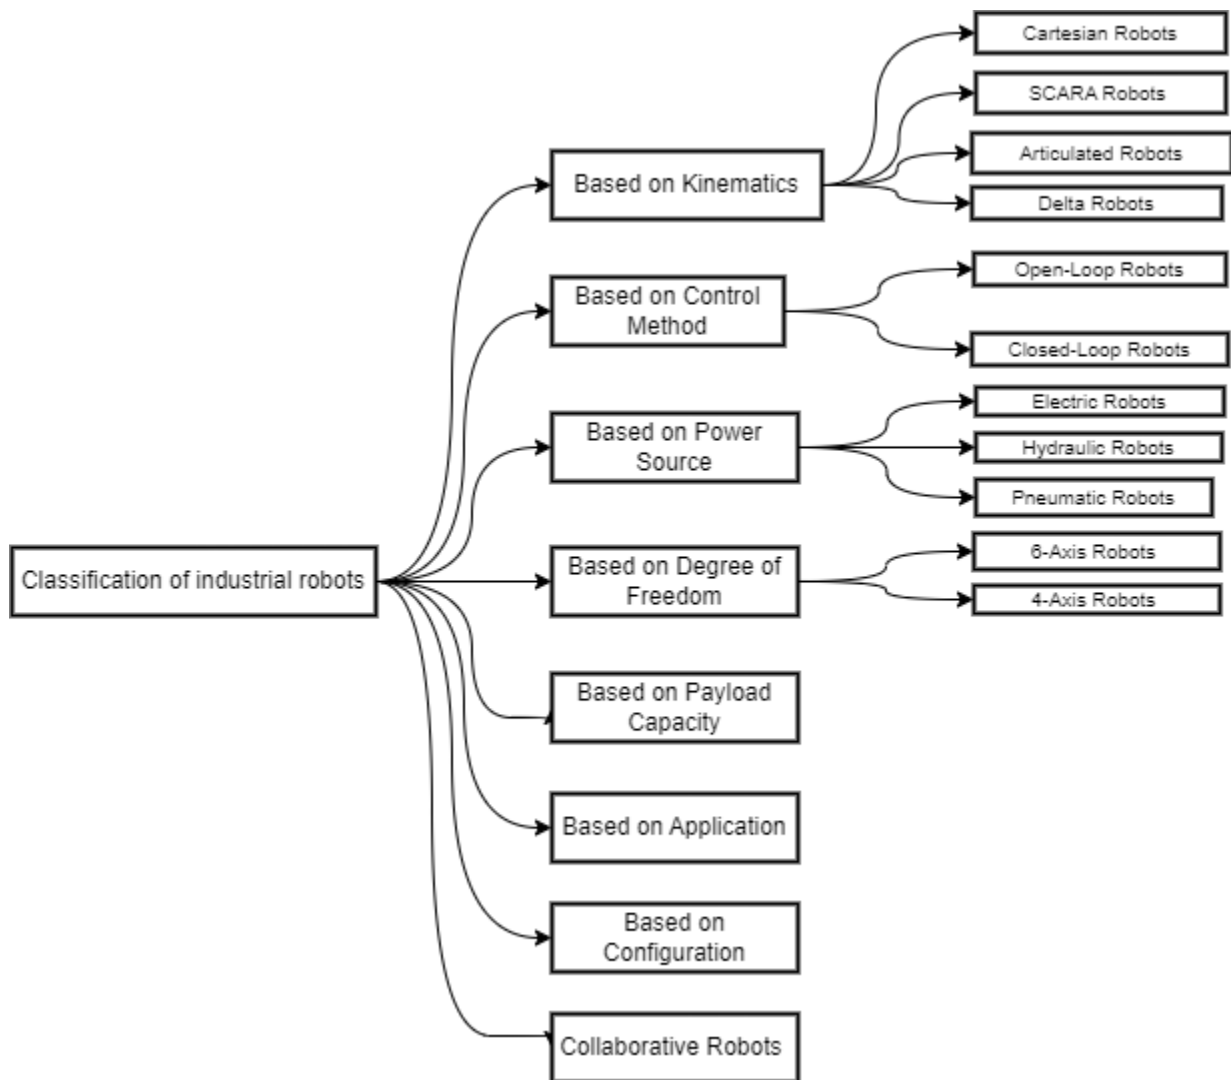 Classification of industrial robots
Based on Kinematics
Cartesian Robots
SCARA Robots
Articulated Robots
Delta Robots
Based on Control
Method
Open-Loop Robots
Closed-Loop Robots
Based on Power
Source
Electric Robots
Hydraulic Robots
Pneumatic Robots
Based on Degree of
Freedom
6-Axis Robots
4-Axis Robots
Based on Payload
Capacity
Based on Application
Based on
Configuration
Collaborative Robots